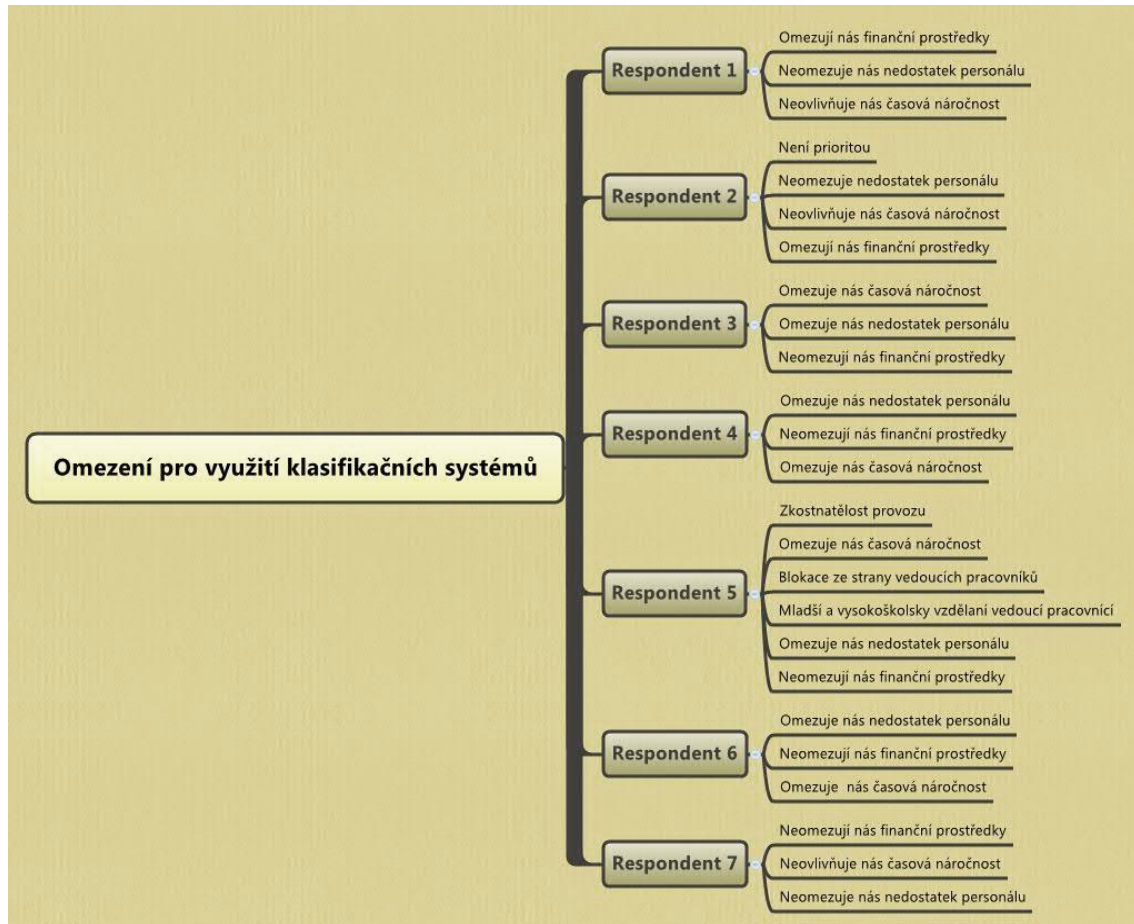 Omezení pro využití klasifikačních systémů
Respondent 1
Omezují nás finanční prostředky
Neomezuje nás nedostatek personálu
Neovlivňuje nás časová náročnost
Respondent 2
Není prioritou
Neomezuje nedostatek personálu
Neovlivňuje nás časová náročnost
Omezují nás finanční prostředky
Respondent 3
Omezuje nás časová náročnost
Omezuje nás nedostatek personálu
Neomezují nás finanční prostředky
Respondent 4
Omezuje nás nedostatek personálu
Neomezují nás finanční prostředky
Omezuje nás časová náročnost
Respondent 5
Zkostnatělost provozu
Omezuje nás časová náročnost
Blokace ze strany vedoucích pracovníků
Mladší a vysokoškolsky vzdělaní vedoucí pracovnící
Omezuje nás nedostatek personálu
Neomezují nás finanční prostředky
Respondent 6
Omezuje nás nedostatek personálu
Neomezují nás finanční prostředky
Omezuje  nás časová náročnost
Respondent 7
Neomezují nás finanční prostředky
Neovlivňuje nás časová náročnost
Neomezuje nás nedostatek personálu